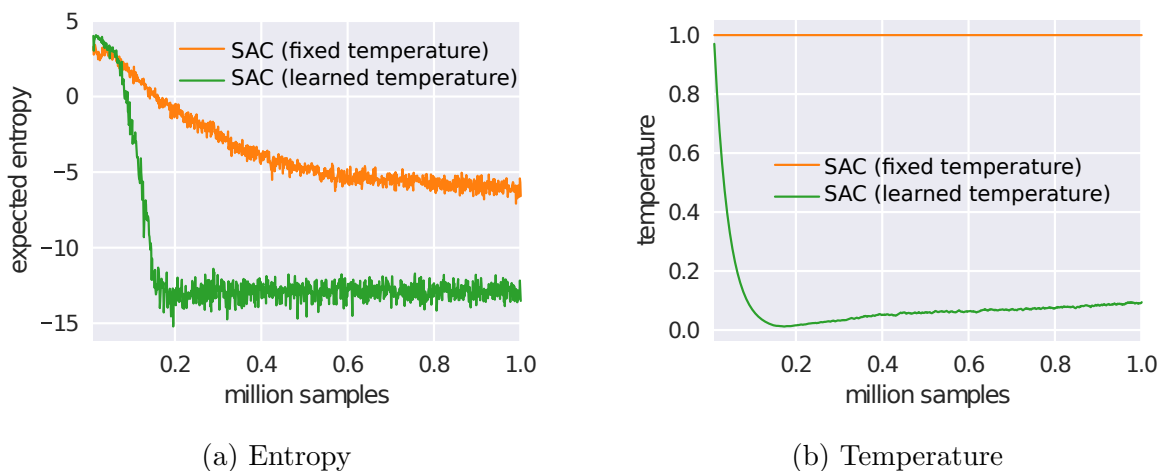 5
0
−5
−10
−15
expected entropy
SAC (fixed temperature)
SAC (learned temperature)
0.2 0.4 0.6 0.8 1.0
million samples
(a) Entropy
1.0
0.8
0.6
0.4
0.2
0.0
temperature
SAC (fixed temperature)
SAC (learned temperature)
0.2 0.4 0.6 0.8 1.0
million samples
(b) Temperature